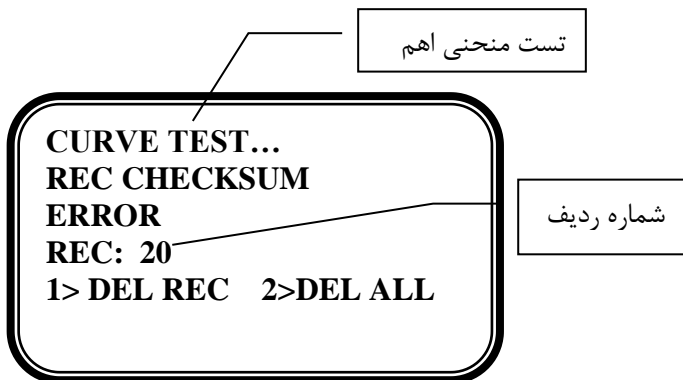 تست منحنی اهم
CURVE TEST…
REC CHECKSUM
ERROR
REC: 20
1> DEL REC 2>DEL ALL
شماره ردیف